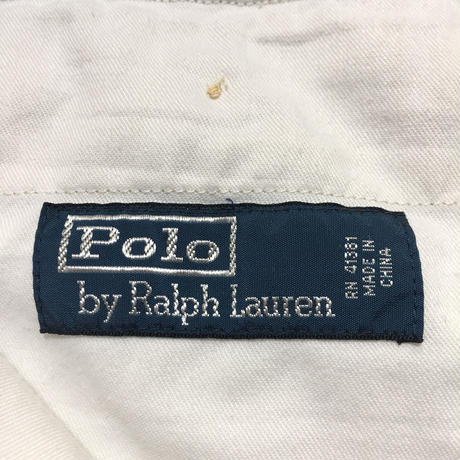 Polo
by Ralph Lauren
RN 41381
MADE IN
CHINA